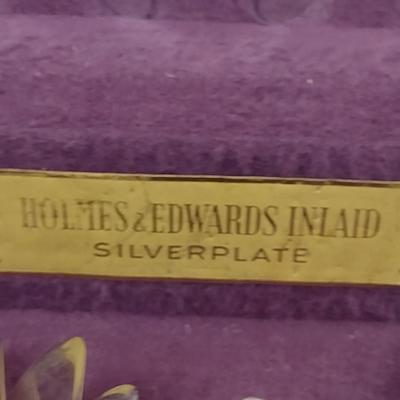 HOLMES & EDWARDS INLAID
SILVERPLATE